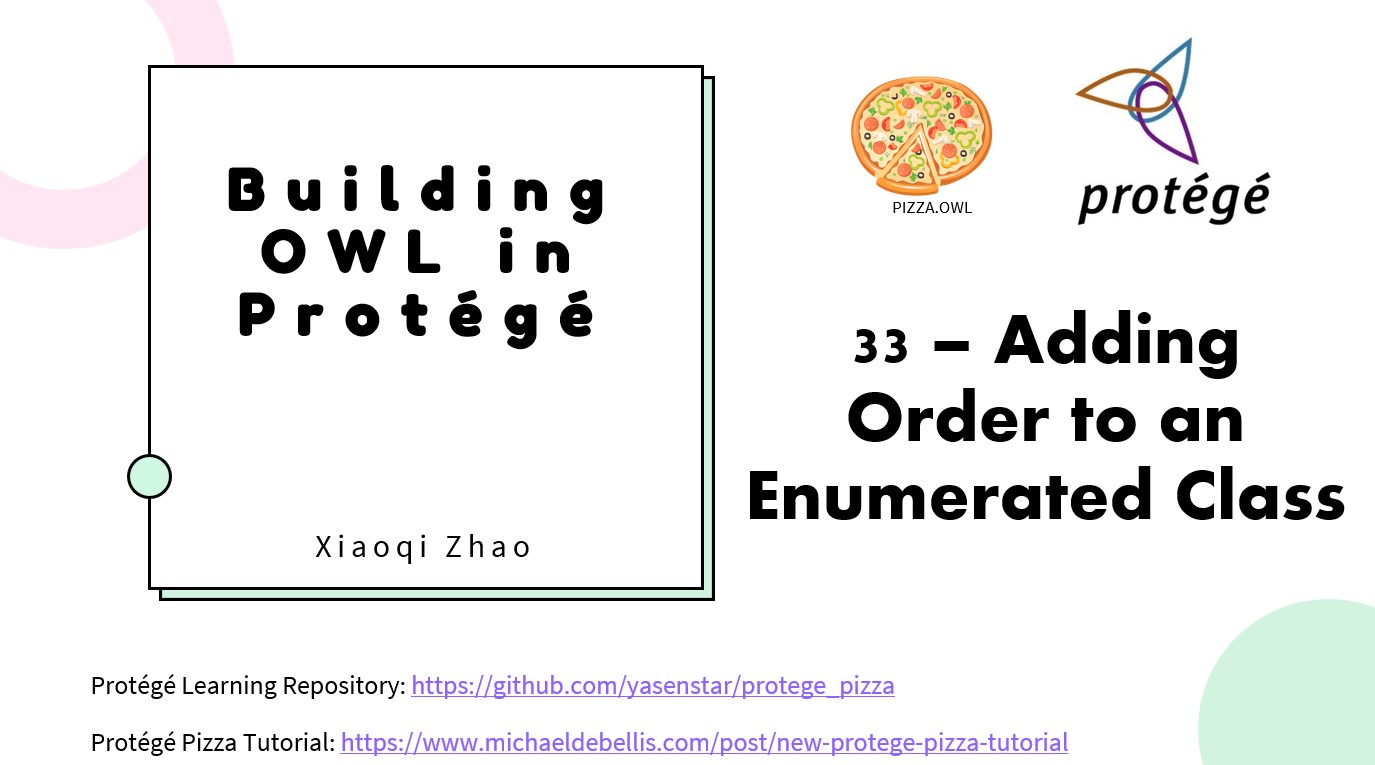 Building
OWL in
Protégé
Xiaoqi Zhao
PIZZA.OWL
protégé
33 – Adding
Order to an
Enumerated Class
Protégé Learning Repository: https://github.com/yasenstar/protege_pizza
Protégé Pizza Tutorial: https://www.michaeldebellis.com/post/new-protege-pizza-tutorial